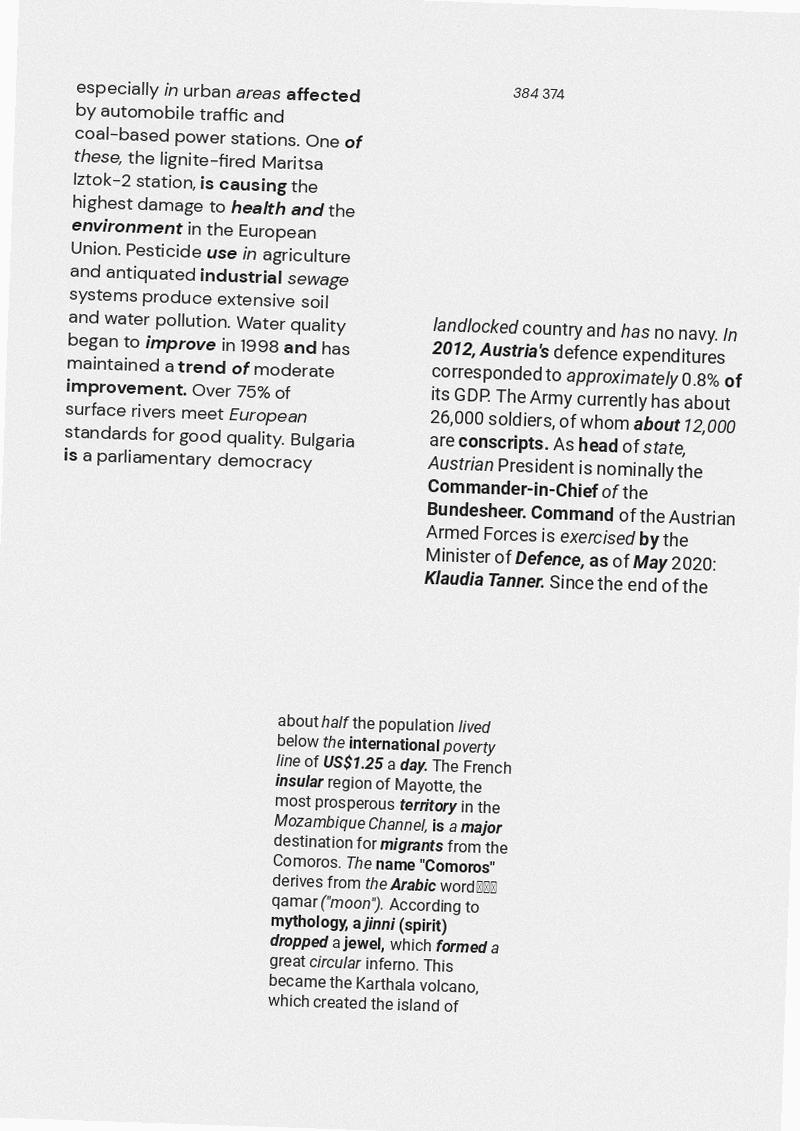 especially in urban areas affected
by automobile traffic and
coal-based power stations. One of
these, the lignite-fired Maritsa
Iztok-2 station, is causing the
highest damage to health and the
environment in the European
Union. Pesticide use in agriculture
and antiquated industrial sewage
systems produce extensive soil
and water pollution. Water quality
began to improve in 1998 and has
maintained a trend of moderate
improvement. Over 75% of
surface rivers meet European
standards for good quality. Bulgaria
is a parliamentary democracy
384 374
landlocked country and has no navy. In
2012, Austria's defence expenditures
corresponded to approximately 0.8% of
its GDP. The Army currently has about
26,000 soldiers, of whom about 12,000
are conscripts. As head of state,
Austrian President is nominally the
Commander-in-Chief of the
Bundesheer. Command of the Austrian
Armed Forces is exercised by the
Minister of Defence, as of May 2020:
Klaudia Tanner. Since the end of the
about half the population lived
below the international poverty
line of US$1.25 a day. The French
insular region of Mayotte, the
most prosperous territory in the
Mozambique Channel, is a major
destination for migrants from the
Comoros. The name "Comoros"
derives from the Arabic word
qamar ("moon"). According to
mythology, a jinni (spirit)
dropped a jewel, which formed a
great circular inferno. This
became the Karthala volcano,
which created the island of